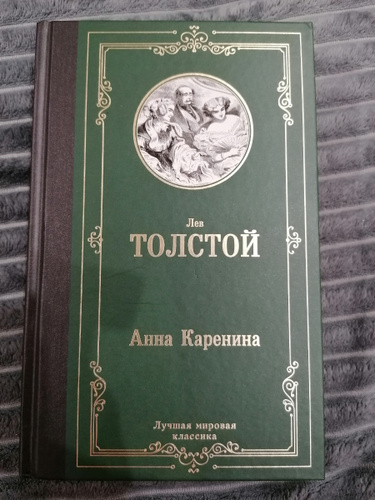 Лев
ТОЛСТОЙ
Анна Каренина
Лучшая мировая
классика